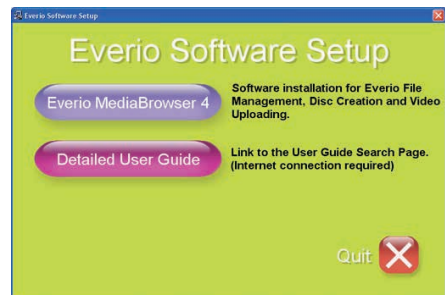 Everio Software Setup
Everio Software Setup
Everio MediaBrowser 4
Software installation for Everio File
Management, Disc Creation and Video
Uploading.
Detailed User Guide
Link to the User Guide Search Page.
(Internet connection required)
Quit